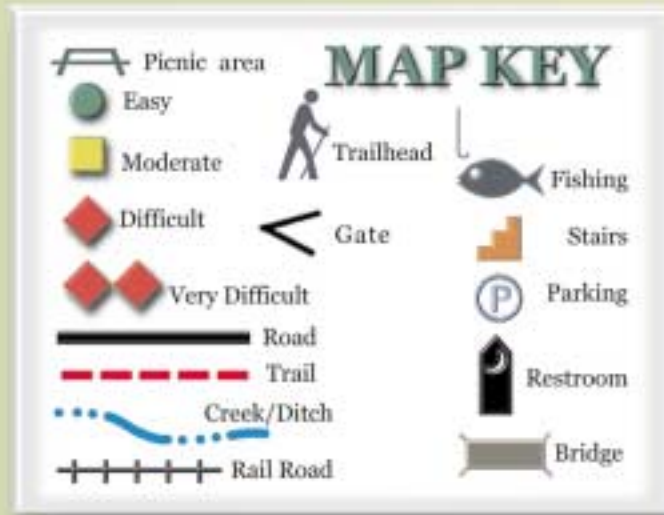 MAP KEY
Picnic area
Easy
Moderate
Difficult
Very Difficult
Road
Trail
Creek/Ditch
Rail Road
Trailhead
Gate
Fishing
Stairs
P Parking
Restroom
Bridge